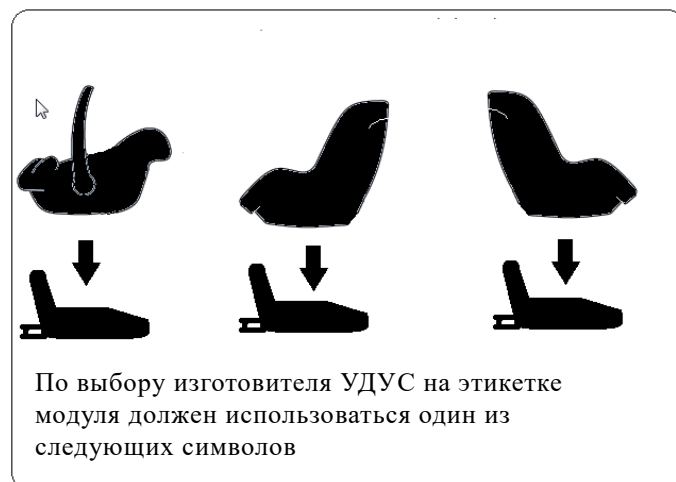 По выбору изготовителя УДУС на этикетке
модуля должен использоваться один из
следующих символов